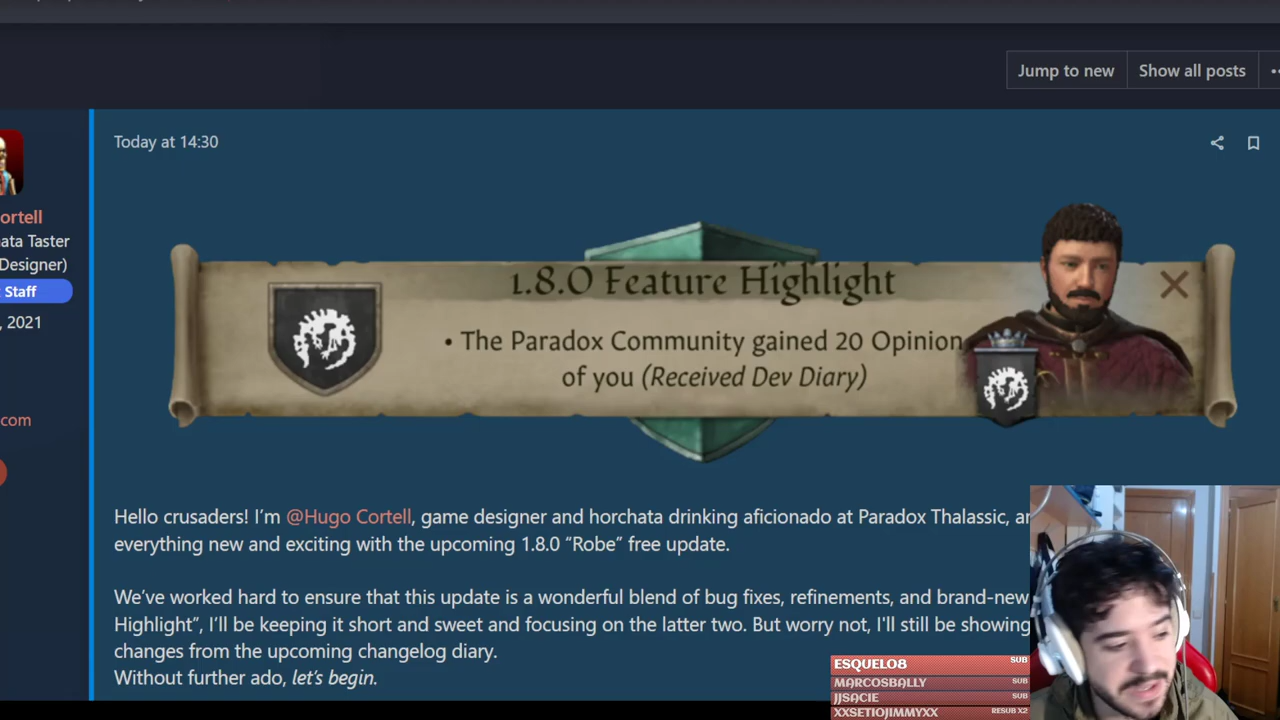 Jump to new
Show all posts
Today at 14:30
ortell
ata Taster
Designer)
Staff
, 2021
com
1.8.0 Feature Highlight
• The Paradox Community gained 20 Opinion
of you (Received Dev Diary)
Hello crusaders! I’m @Hugo Cortell, game designer and horchata drinking aficionado at Paradox Thalassic, ar
everything new and exciting with the upcoming 1.8.0 “Robe” free update.
We’ve worked hard to ensure that this update is a wonderful blend of bug fixes, refinements, and brand-new
Highlight”, I’ll be keeping it short and sweet and focusing on the latter two. But worry not, I'll still be showing
changes from the upcoming changelog diary.
Without further ado, let’s begin.
ESQUELO8 SUB
MARCOSBALLY SUB
JJSACIE SUB
XXSETIOJIMMYXX RESUB X2